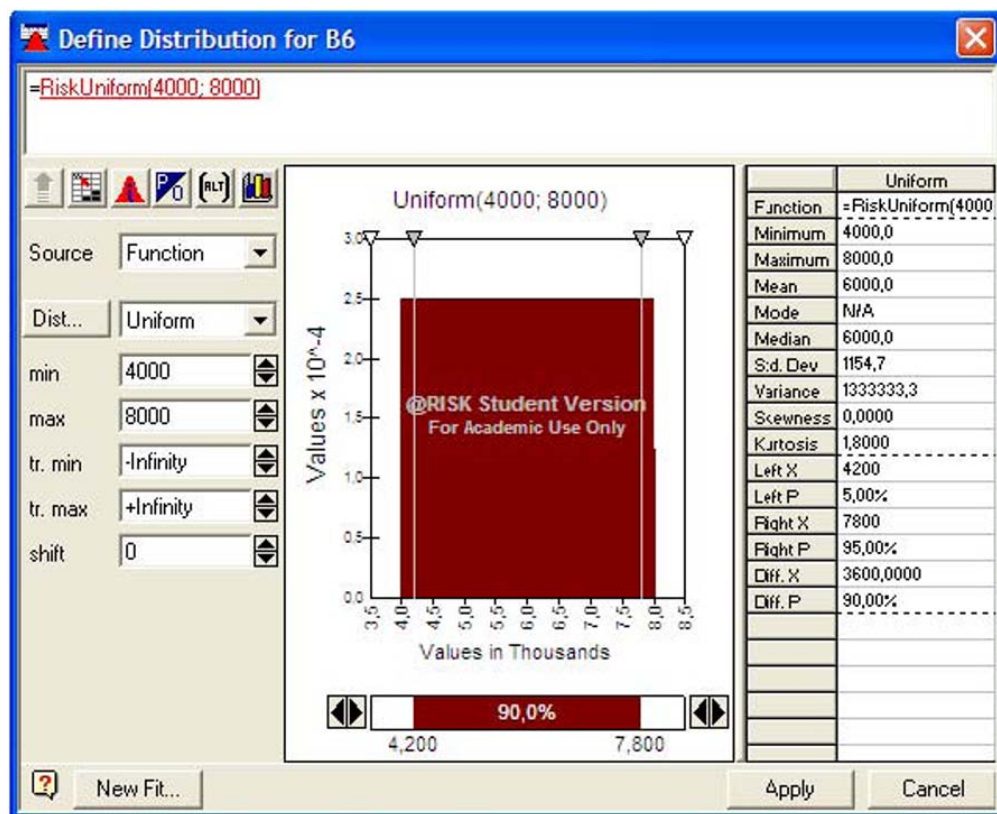 Define Distribution for B6
=RiskUniform(4000; 8000)
Source Function
Dist... Uniform
min 4000
max 8000
tr. min -Infinity
tr. max +Infinity
shift 0
Uniform(4000; 8000)
3.0
2.5
2.0
1.5
1.0
0.5
0.0
Values x 10^-4
@RISK Student Version
For Academic Use Only
3,5 4,0 4,5 5,0 5,5 6,0 6,5 7,0 7,5 8,0 8,5
Values in Thousands
90,0%
4,200 7,800
Uniform
Function =RiskUniform(4000
Minimum 4000,0
Maximum 8000,0
Mean 6000,0
Mode N/A
Median 6000,0
S:d. Dev 1154,7
Variance 1333333,3
Skewness 0,0000
Kurtosis 1,8000
Left X 4200
Left P 5,00%
Right X 7800
Right P 95,00%
Diff. X 3600,0000
Diff. P 90,00%
New Fit... Apply Cancel